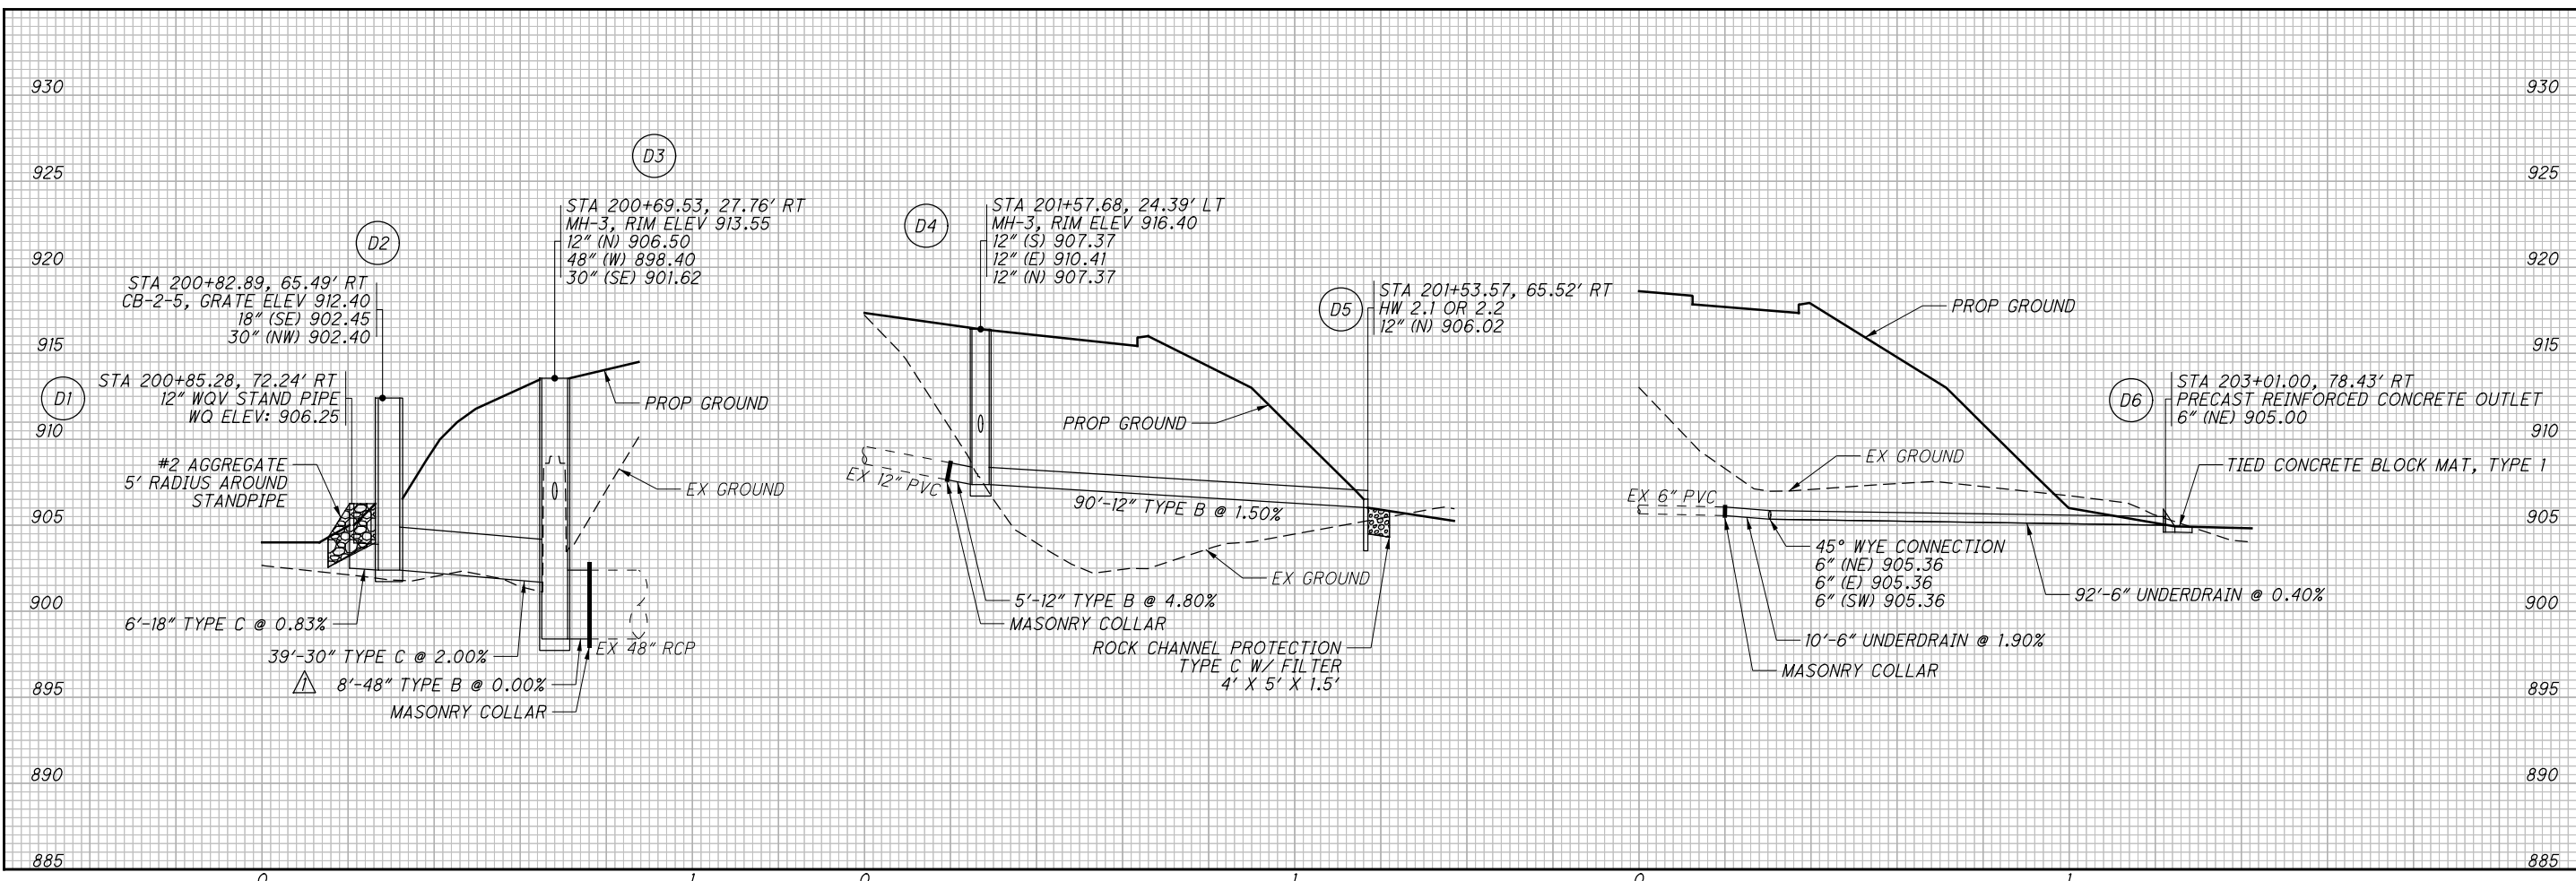 930
925
920
915
910
905
900
895
890
885
D1
STA 200+85.28, 72.24' RT
12" WQV STAND PIPE
WQ ELEV: 906.25
#2 AGGREGATE
5' RADIUS AROUND
STANDPIPE
D2
STA 200+82.89, 65.49' RT
CB-2-5, GRATE ELEV 912.40
18" (SE) 902.45
30" (NW) 902.40
D3
STA 200+69.53, 27.76' RT
MH-3, RIM ELEV 913.55
12" (N) 906.50
48" (W) 898.40
30" (SE) 901.62
PROP GROUND
EX GROUND
6'-18" TYPE C @ 0.83%
39'-30" TYPE C @ 2.00%
1
8'-48" TYPE B @ 0.00%
MASONRY COLLAR
EX 48" RCP
D4
STA 201+57.68, 24.39' LT
MH-3, RIM ELEV 916.40
12" (S) 907.37
12" (E) 910.41
12" (N) 907.37
PROP GROUND
EX 12" PVC
90'-12" TYPE B @ 1.50%
EX GROUND
5'-12" TYPE B @ 4.80%
MASONRY COLLAR
ROCK CHANNEL PROTECTION
TYPE C W/ FILTER
4' X 5' X 1.5'
D5
STA 201+53.57, 65.52' RT
HW 2.1 OR 2.2
12" (N) 906.02
PROP GROUND
EX GROUND
EX 6" PVC
45° WYE CONNECTION
6" (NE) 905.36
6" (E) 905.36
6" (SW) 905.36
10'-6" UNDERDRAIN @ 1.90%
MASONRY COLLAR
92'-6" UNDERDRAIN @ 0.40%
D6
STA 203+01.00, 78.43' RT
PRECAST REINFORCED CONCRETE OUTLET
6" (NE) 905.00
TIED CONCRETE BLOCK MAT, TYPE 1
930
925
920
915
910
905
900
895
890
885